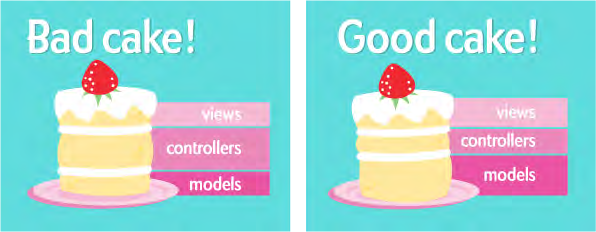 Bad cake!
views
controllers
models
Good cake!
views
controllers
models